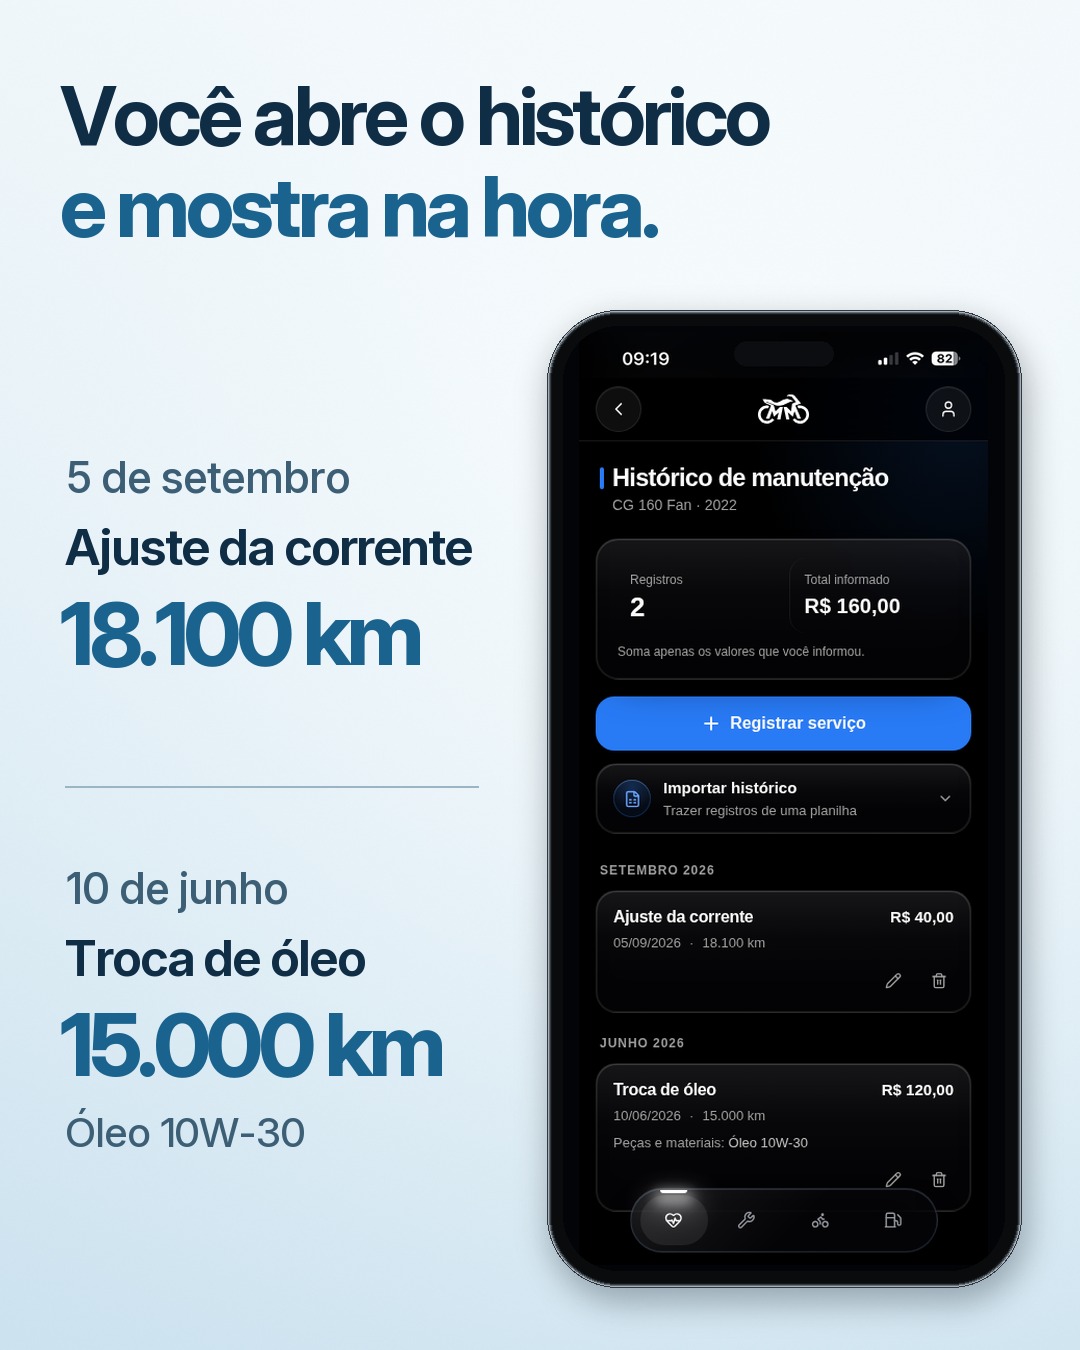 Você abre o histórico
e mostra na hora.
5 de setembro
Ajuste da corrente
18.100 km
10 de junho
Troca de óleo
15.000 km
Óleo 10W-30
09:19
82
MM
Histórico de manutenção
CG 160 Fan · 2022
Registros
2
Total informado
R$ 160,00
Soma apenas os valores que você informou.
+ Registrar serviço
Importar histórico
Trazer registros de uma planilha
SETEMBRO 2026
Ajuste da corrente
R$ 40,00
05/09/2026 · 18.100 km
JUNHO 2026
Troca de óleo
R$ 120,00
10/06/2026 · 15.000 km
Peças e materiais: Óleo 10W-30